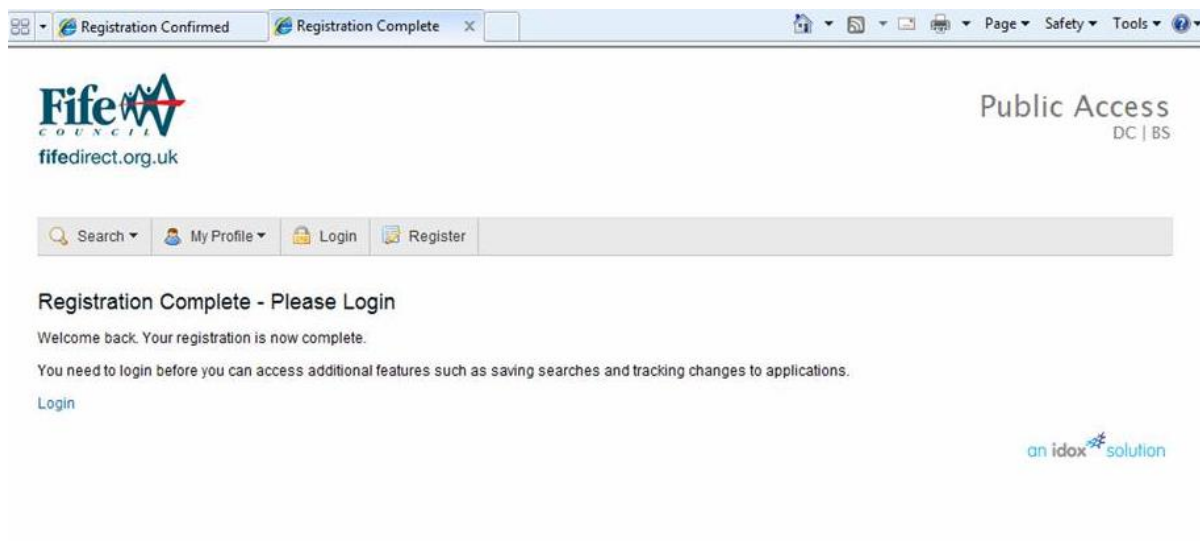 Registration Confirmed Registration Complete X Page Safety Tools
Fife
COUNCIL
fifedirect.org.uk
Public Access
DC | BS
Search My Profile Login Register
Registration Complete - Please Login
Welcome back. Your registration is now complete.
You need to login before you can access additional features such as saving searches and tracking changes to applications.
Login
an idox solution